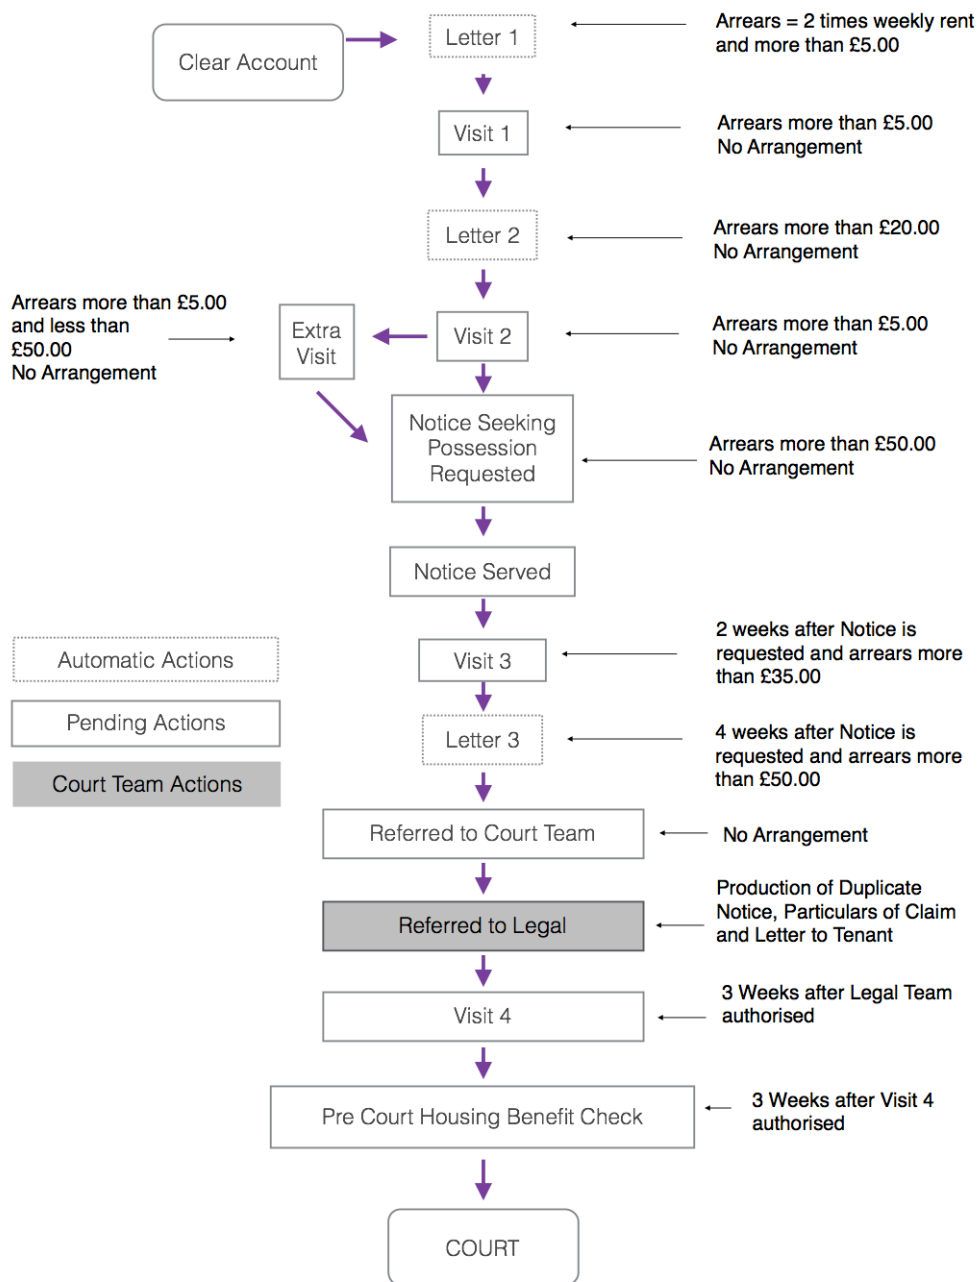 Clear Account
Letter 1
Arrears = 2 times weekly rent
and more than £5.00
Visit 1
Arrears more than £5.00
No Arrangement
Letter 2
Arrears more than £20.00
No Arrangement
Arrears more than £5.00
and less than
£50.00
No Arrangement
Extra
Visit
Visit 2
Arrears more than £5.00
No Arrangement
Notice Seeking
Possession
Requested
Arrears more than £50.00
No Arrangement
Notice Served
Automatic Actions
Pending Actions
Court Team Actions
Visit 3
2 weeks after Notice is
requested and arrears more
than £35.00
Letter 3
4 weeks after Notice is
requested and arrears more
than £50.00
Referred to Court Team
No Arrangement
Referred to Legal
Production of Duplicate
Notice, Particulars of Claim
and Letter to Tenant
Visit 4
3 Weeks after Legal Team
authorised
Pre Court Housing Benefit Check
3 Weeks after Visit 4
authorised
COURT